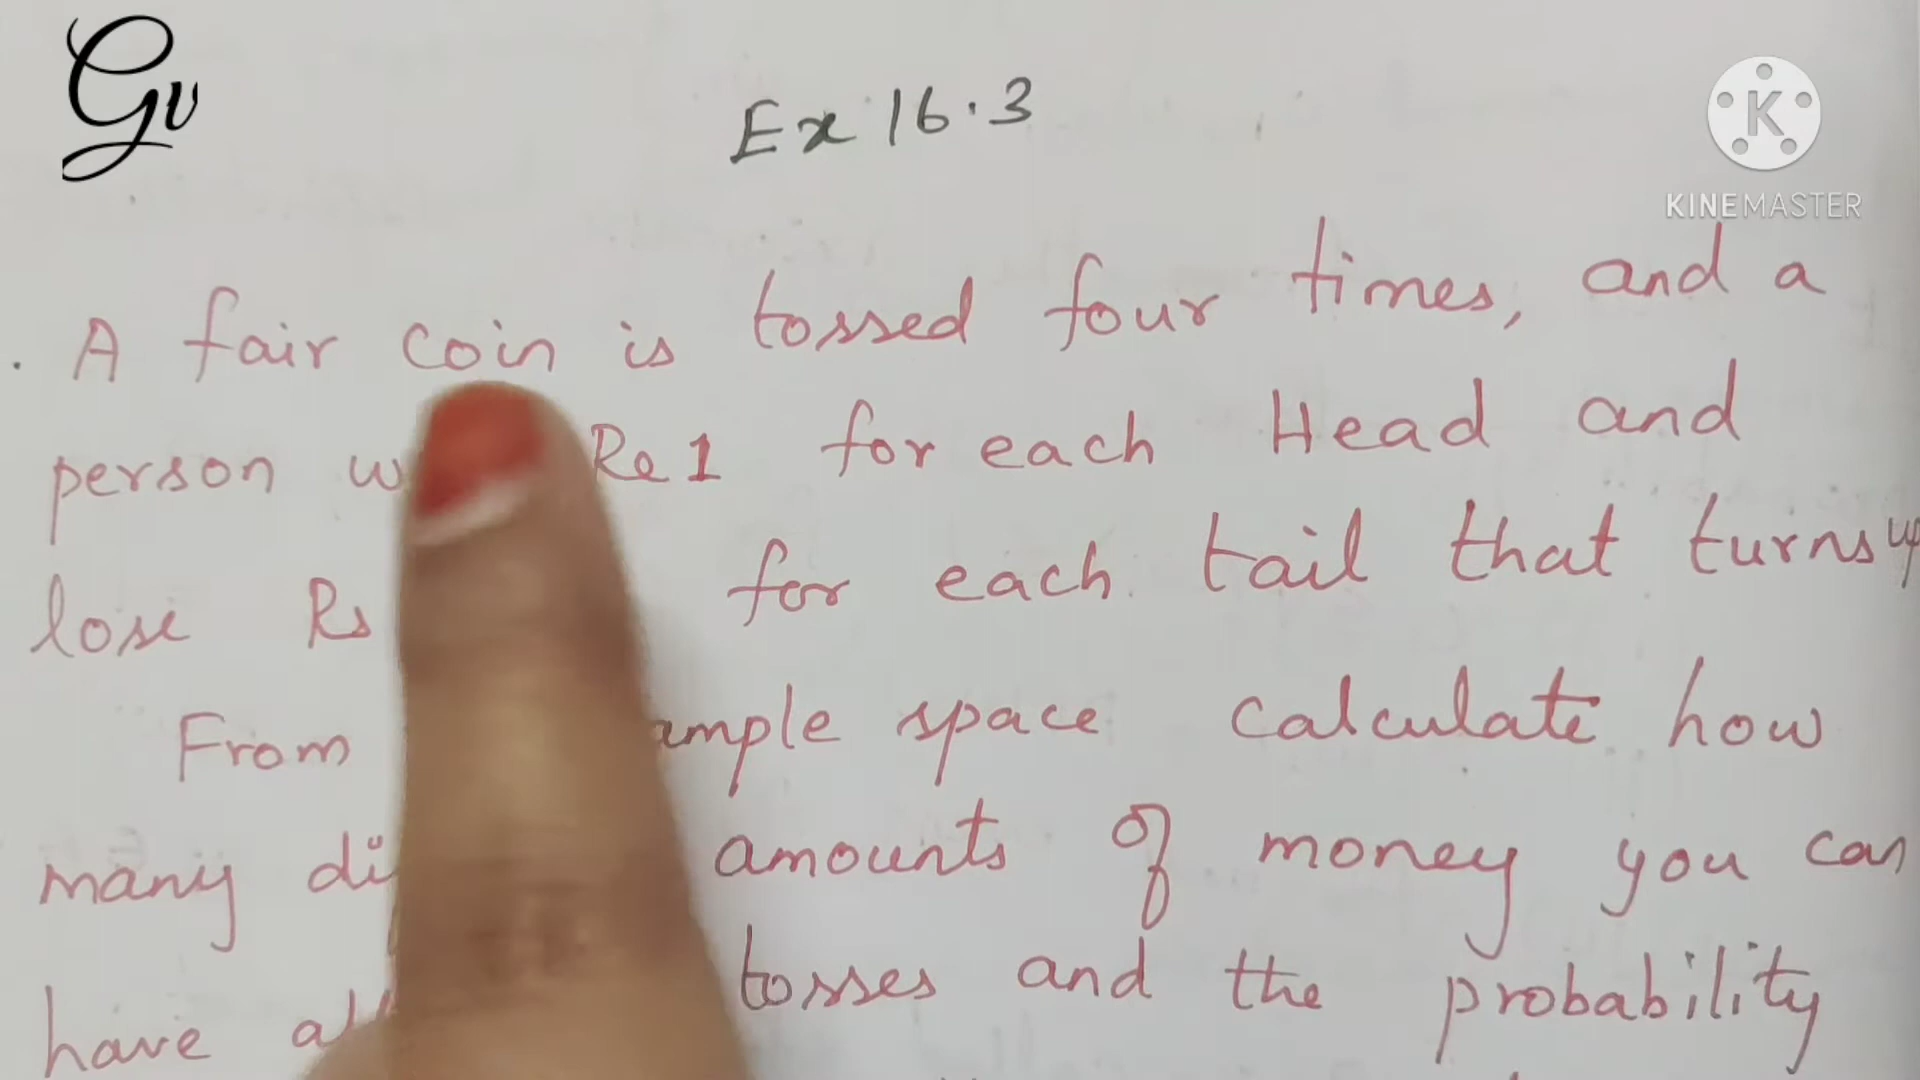 Gv
Ex 16.3
KINEMASTER
A fair coin is tossed four times, and a
person Re 1 for each Head and
lose Rs for each tail that turns up
From space calculate how
many amounts of money you can
have tosses and the probability